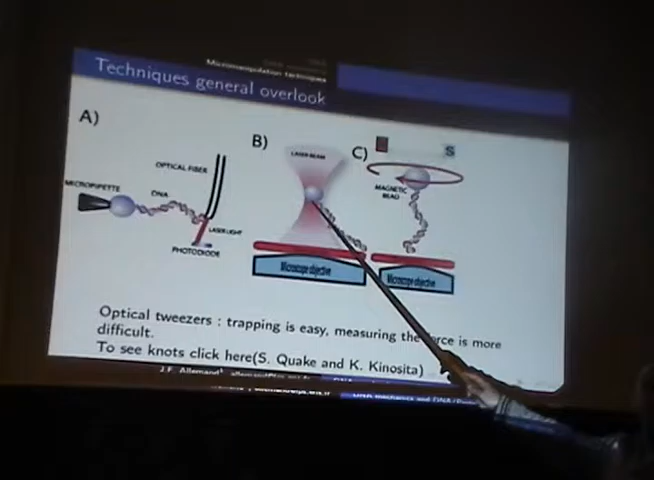 Micromanipulation techniques
Techniques general overlook
A)
B)
C)
S
LASER BEAM
OPTICAL FIBER
MICROPIPETTE
DNA
MAGNETIC
BEAD
LASER LIGHT
PHOTODIODE
Microscope objective
Microscope objective
Optical tweezers : trapping is easy, measuring the force is more
difficult.
To see knots click here(S. Quake and K. Kinosita)
J.F. Allemand
DNA mechanics and DNA